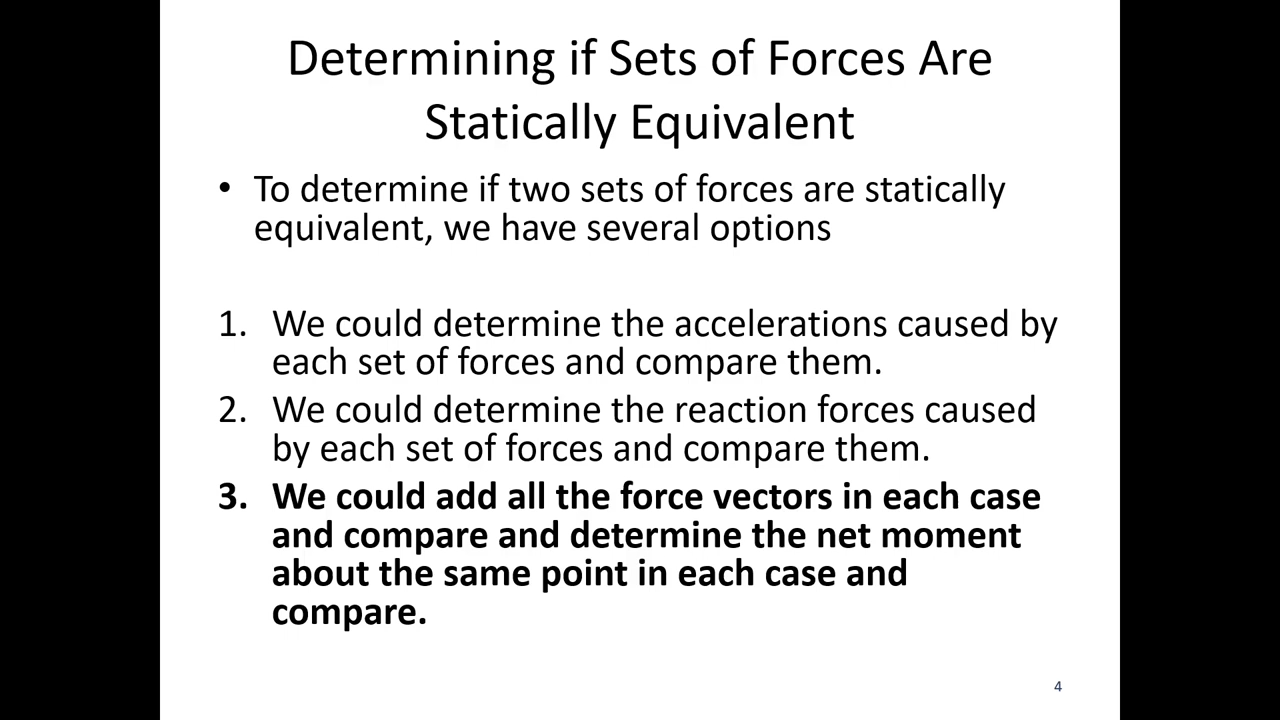 Determining if Sets of Forces Are
Statically Equivalent
• To determine if two sets of forces are statically
equivalent, we have several options
1. We could determine the accelerations caused by
each set of forces and compare them.
2. We could determine the reaction forces caused
by each set of forces and compare them.
3. We could add all the force vectors in each case
and compare and determine the net moment
about the same point in each case and
compare.
4